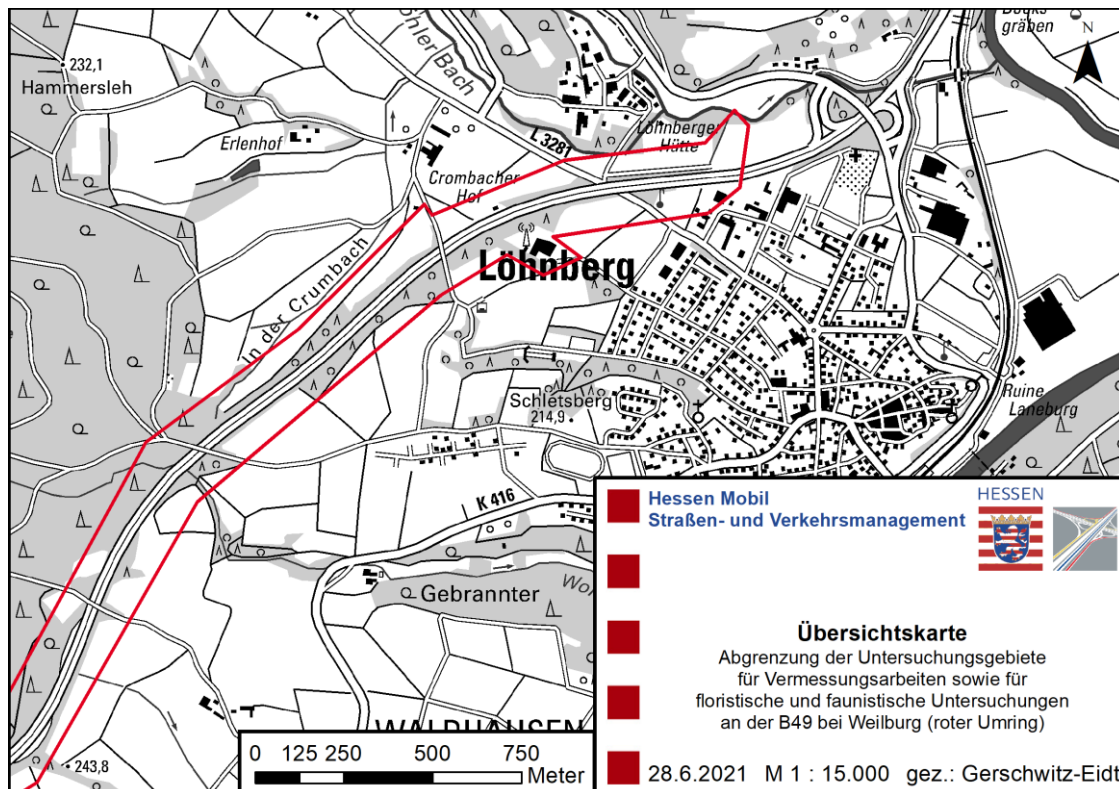 gräben
N
232,1
Hammersleh
Erlenhof
L 3281
Löhnberger
Hütte
Crombacher
Hof
In der Crumbach
Löhnberg
Schletsberg
214,9
Ruine
Laneburg
K 416
Gebrannter
WALDHAUSEN
243,8
0 125 250 500 750
Meter
Hessen Mobil
Straßen- und Verkehrsmanagement
HESSEN
Übersichtskarte
Abgrenzung der Untersuchungsgebiete
für Vermessungsarbeiten sowie für
floristische und faunistische Untersuchungen
an der B49 bei Weilburg (roter Umring)
28.6.2021 M 1 : 15.000 gez.: Gerschwitz-Eidt